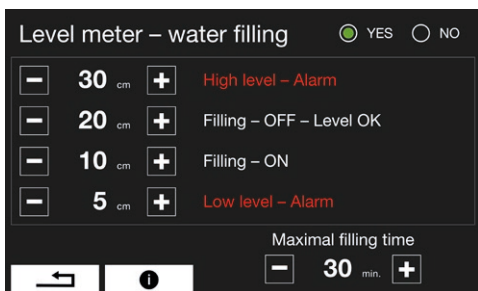 Level meter – water filling YES NO
– 30 cm + High level – Alarm
– 20 cm + Filling – OFF – Level OK
– 10 cm + Filling – ON
– 5 cm + Low level – Alarm
Maximal filling time
– 30 min. +
i